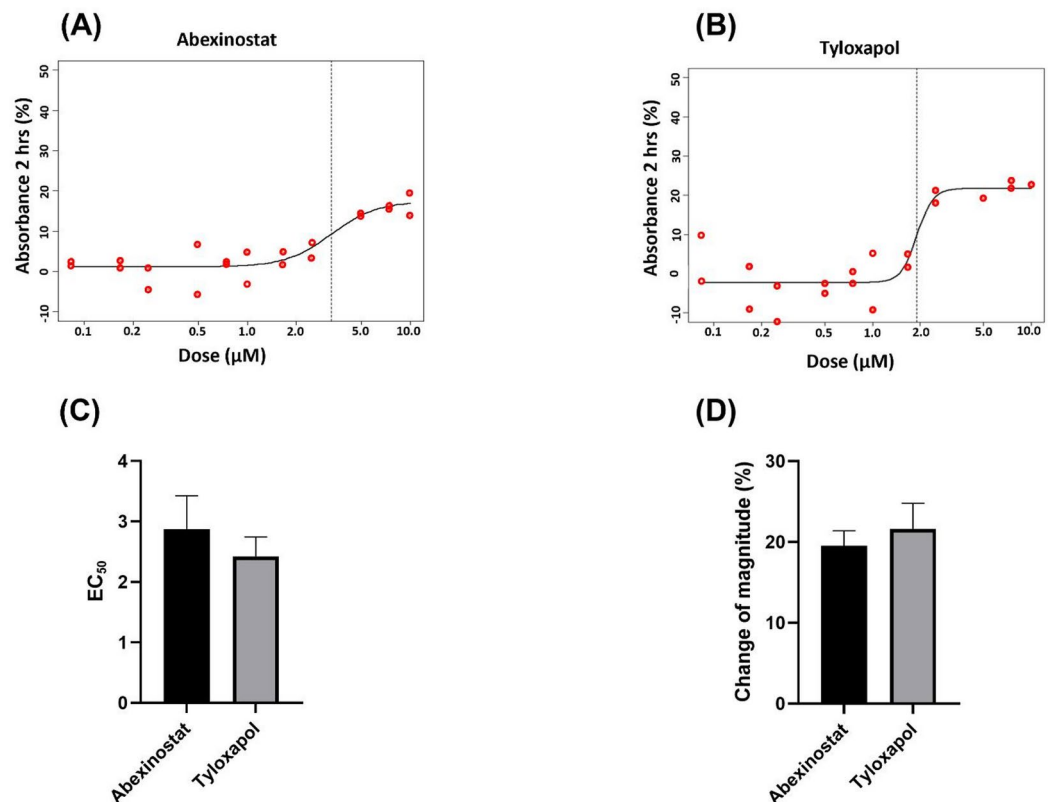 (A)
Abexinostat
Absorbance 2 hrs (%)
50
40
30
20
10
0
-10
0.1 0.2 0.5 1.0 2.0 5.0 10.0
Dose (μM)
(B)
Tyloxapol
Absorbance 2 hrs (%)
50
40
30
20
10
0
-10
0.1 0.2 0.5 1.0 2.0 5.0 10.0
Dose (μM)
(C)
EC₅₀
4
3
2
1
0
Abexinostat
Tyloxapol
(D)
Change of magnitude (%)
30
20
10
0
Abexinostat
Tyloxapol